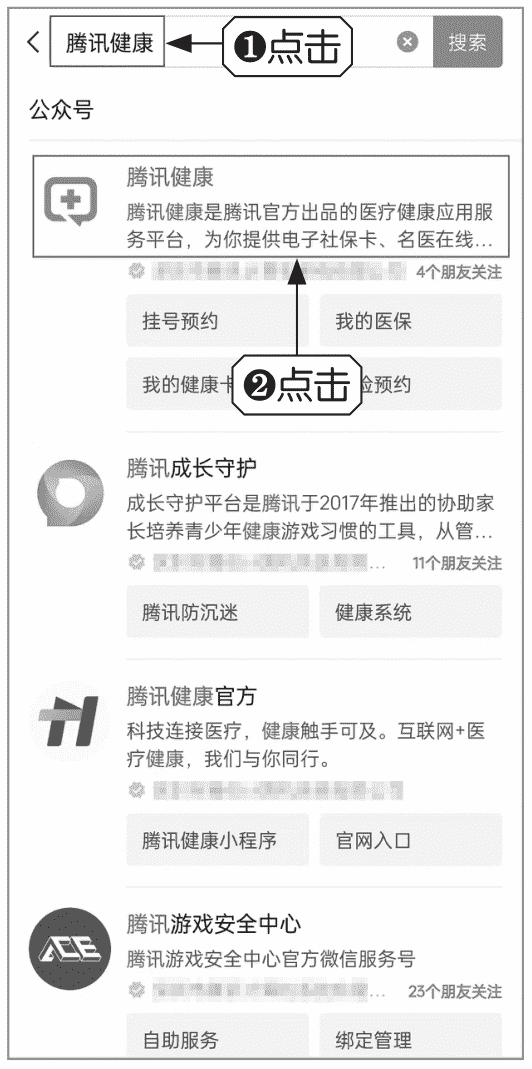 腾讯健康
❶点击
搜索
公众号
腾讯健康
腾讯健康是腾讯官方出品的医疗健康应用服
务平台，为你提供电子社保卡、名医在线...
4个朋友关注
挂号预约
我的医保
我的健康卡
❷点击
检预约
腾讯成长守护
成长守护平台是腾讯于2017年推出的协助家
长培养青少年健康游戏习惯的工具，从管...
... 11个朋友关注
腾讯防沉迷
健康系统
腾讯健康官方
科技连接医疗，健康触手可及。互联网+医
疗健康，我们与你同行。
腾讯健康小程序
官网入口
ACE
腾讯游戏安全中心
腾讯游戏安全中心官方微信服务号
... 23个朋友关注
自助服务
绑定管理